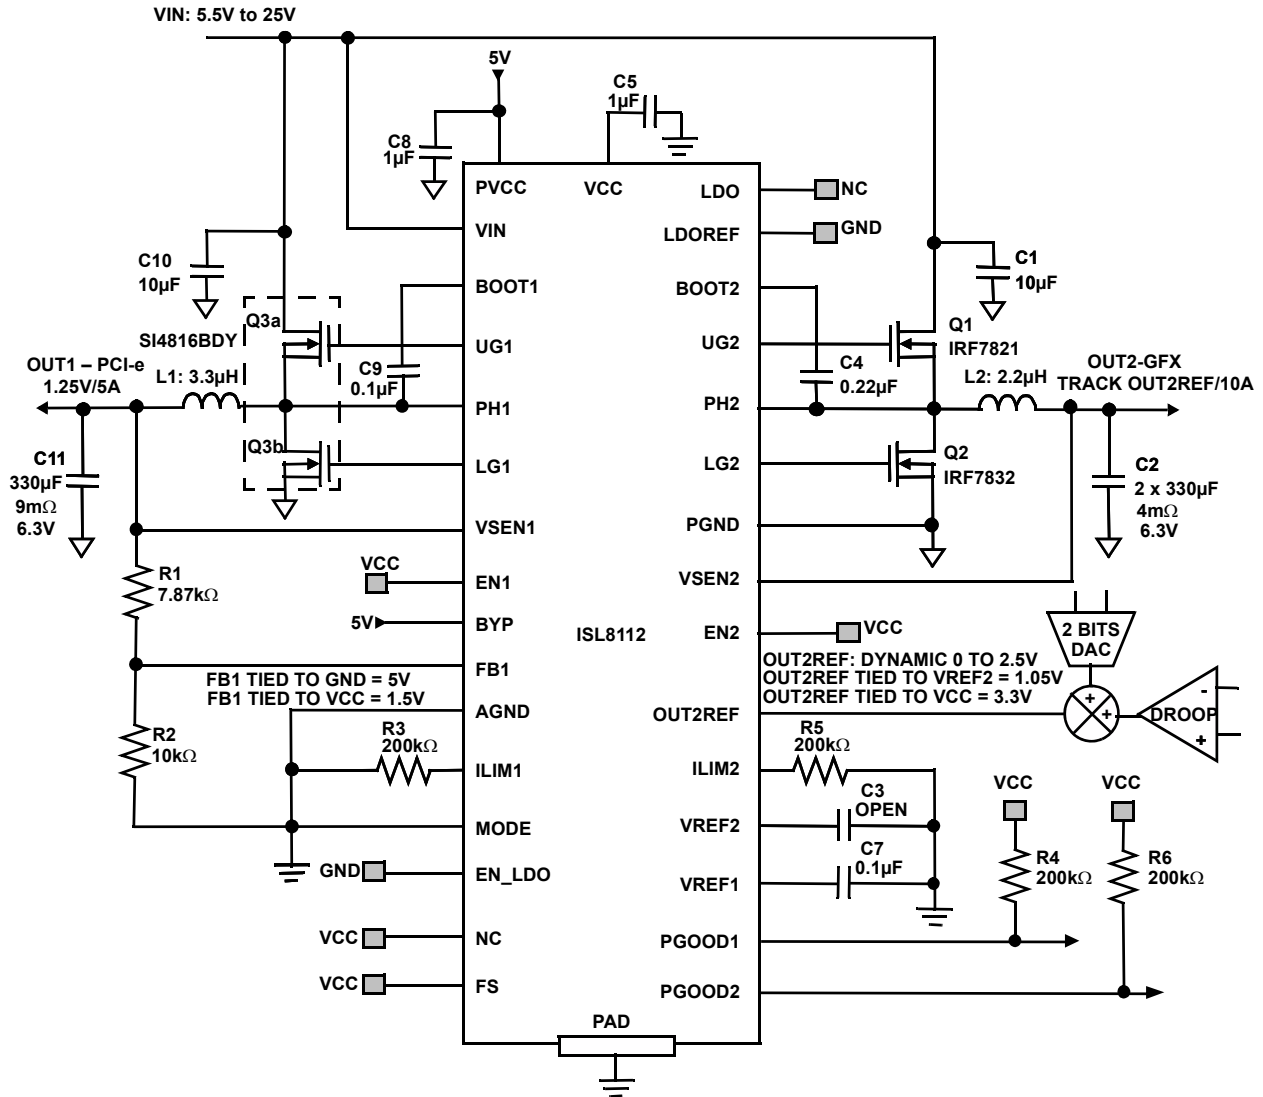 VIN: 5.5V to 25V
5V
C5
1µF
C8
1µF
PVCC
VCC
LDO
NC
LDOREF
GND
VIN
C10
10µF
C1
10µF
BOOT1
BOOT2
Q3a
SI4816BDY
UG1
UG2
Q1
IRF7821
OUT1 – PCI-e
1.25V/5A
L1: 3.3µH
C9
0.1µF
C4
0.22µF
L2: 2.2µH
OUT2-GFX
TRACK OUT2REF/10A
PH1
PH2
Q3b
LG1
LG2
Q2
IRF7832
C11
330µF
9mΩ
6.3V
C2
2 x 330µF
4mΩ
6.3V
VSEN1
PGND
VCC
EN1
VSEN2
R1
7.87kΩ
5V
BYP
ISL8112
EN2
VCC
2 BITS
DAC
FB1
FB1 TIED TO GND = 5V
FB1 TIED TO VCC = 1.5V
OUT2REF: DYNAMIC 0 TO 2.5V
OUT2REF TIED TO VREF2 = 1.05V
OUT2REF TIED TO VCC = 3.3V
AGND
OUT2REF
+
+
DROOP
-
+
R2
10kΩ
R3
200kΩ
ILIM1
R5
200kΩ
ILIM2
C3
OPEN
VCC
VCC
MODE
VREF2
C7
0.1µF
R4
200kΩ
R6
200kΩ
GND
EN_LDO
VREF1
VCC
NC
PGOOD1
VCC
FS
PGOOD2
PAD